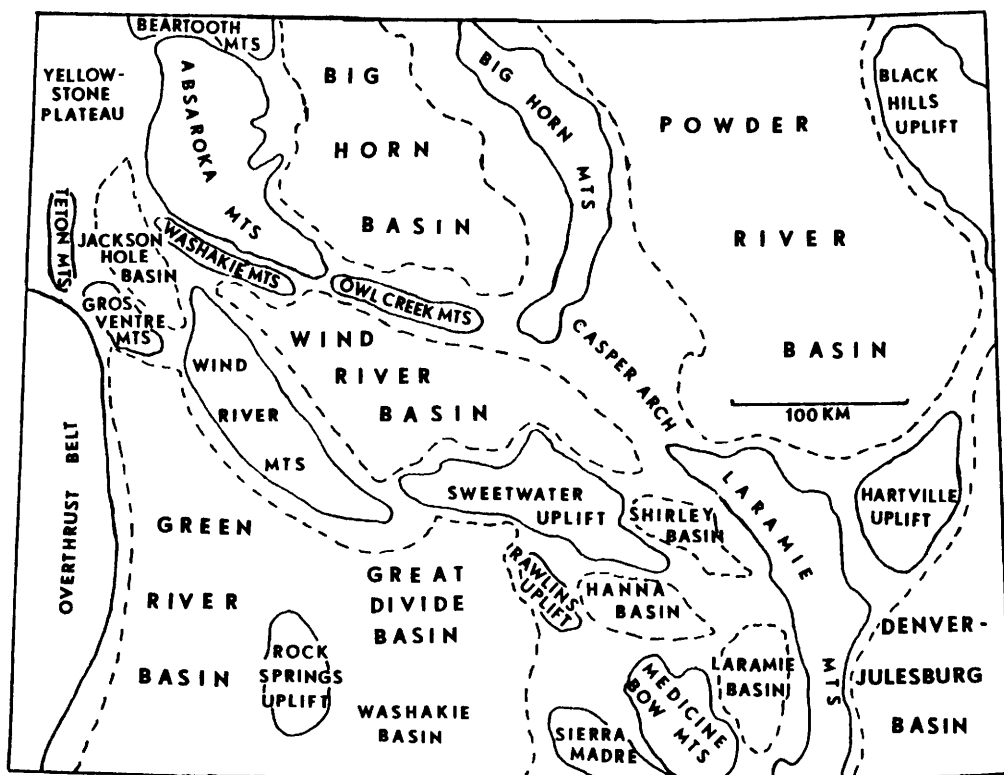 BEARTOOTH
MTS
YELLOW-
STONE
PLATEAU
ABSAROKA
MTS
BIG
HORN
BASIN
BIG HORN MTS
POWDER
RIVER
BASIN
BLACK
HILLS
UPLIFT
TETON MTS
JACKSON
HOLE
BASIN
WASHAKIE MTS
OWL CREEK MTS
GROS
VENTRE
MTS
WIND
RIVER
MTS
WIND
RIVER
BASIN
CASPER ARCH
100 KM
OVERTHRUST BELT
GREEN
RIVER
BASIN
SWEETWATER
UPLIFT
SHIRLEY
BASIN
LARAMIE
MTS
HARTVILLE
UPLIFT
GREAT
DIVIDE
BASIN
RAWLINS
UPLIFT
HANNA
BASIN
ROCK
SPRINGS
UPLIFT
WASHAKIE
BASIN
SIERRA
MADRE
MEDICINE
BOW MTS
LARAMIE
BASIN
DENVER-
JULESBURG
BASIN